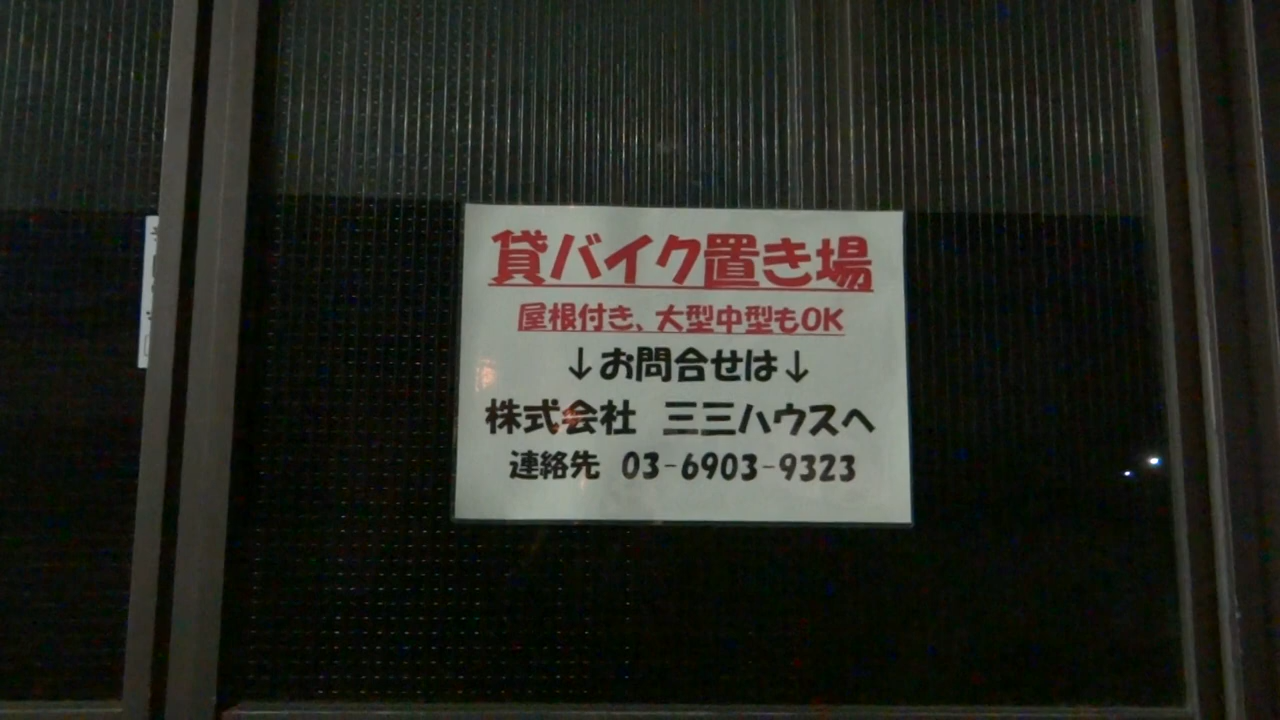 貸バイク置き場
屋根付き、大型中型もOK
↓お問合せは↓
株式会社 三三ハウスへ
連絡先 03-6903-9323